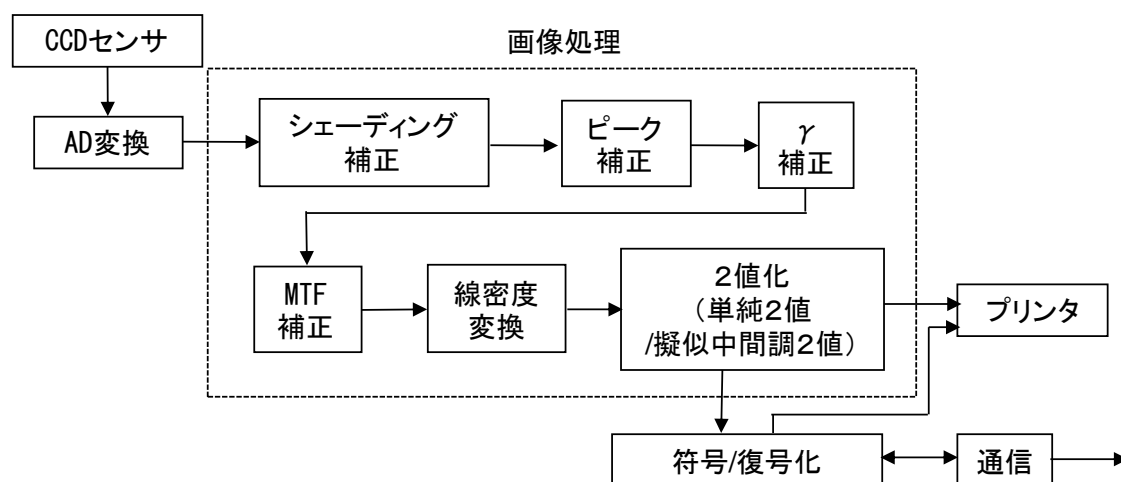 CCDセンサ
画像処理
AD変換
シェーディング
補正
ピーク
補正
γ
補正
MTF
補正
線密度
変換
２値化
（単純２値
/擬似中間調２値）
プリンタ
符号/復号化
通信